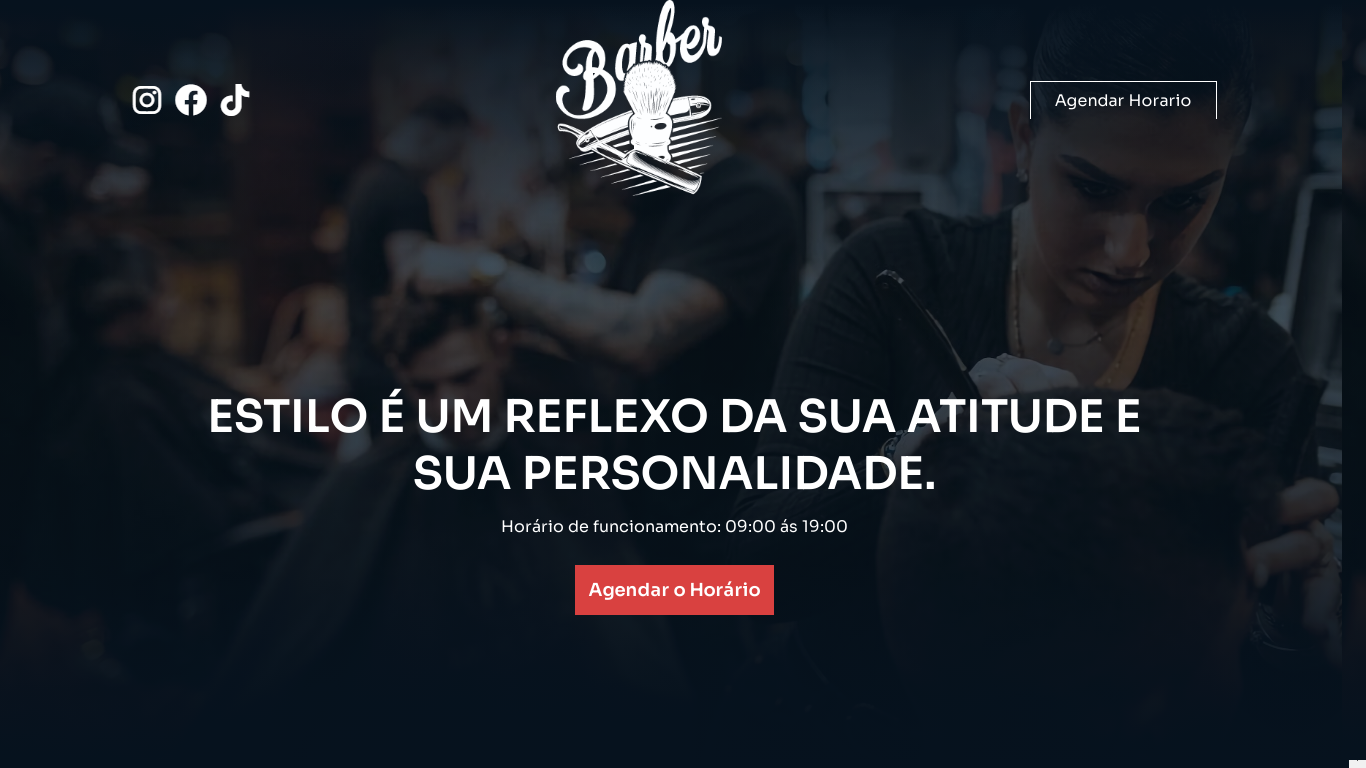 Barber
Agendar Horario
ESTILO É UM REFLEXO DA SUA ATITUDE E
SUA PERSONALIDADE.
Horário de funcionamento: 09:00 ás 19:00
Agendar o Horário